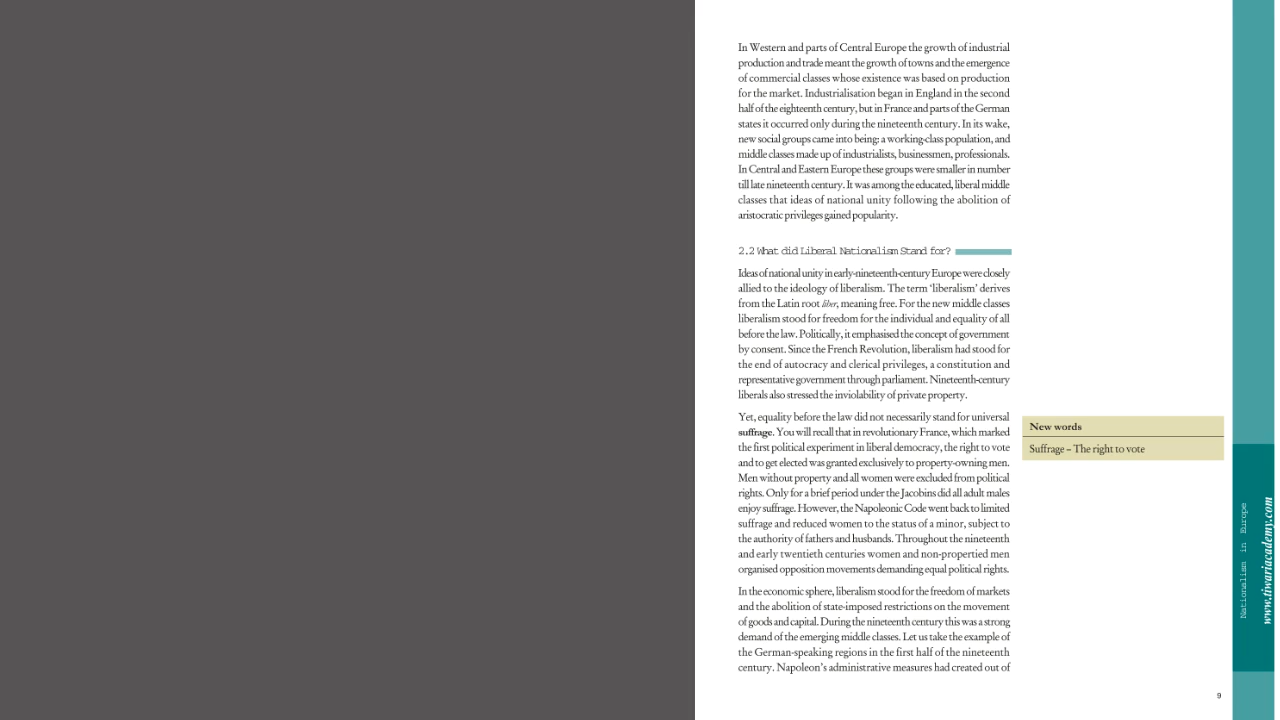 In Western and parts of Central Europe the growth of industrial
production and trade meant the growth of towns and the emergence
of commercial classes whose existence was based on production
for the market. Industrialisation began in England in the second
half of the eighteenth century, but in France and parts of the German
states it occurred only during the nineteenth century. In its wake,
new social groups came into being: a working-class population, and
middle classes made up of industrialists, businessmen, professionals.
In Central and Eastern Europe these groups were smaller in number
till late nineteenth century. It was among the educated, liberal middle
classes that ideas of national unity following the abolition of
aristocratic privileges gained popularity.
2.2 What did Liberal Nationalism Stand for?
Ideas of national unity in early-nineteenth-century Europe were closely
allied to the ideology of liberalism. The term ‘liberalism’ derives
from the Latin root liber, meaning free. For the new middle classes
liberalism stood for freedom for the individual and equality of all
before the law. Politically, it emphasised the concept of government
by consent. Since the French Revolution, liberalism had stood for
the end of autocracy and clerical privileges, a constitution and
representative government through parliament. Nineteenth-century
liberals also stressed the inviolability of private property.
Yet, equality before the law did not necessarily stand for universal
suffrage. You will recall that in revolutionary France, which marked
the first political experiment in liberal democracy, the right to vote
and to get elected was granted exclusively to property-owning men.
Men without property and all women were excluded from political
rights. Only for a brief period under the Jacobins did all adult males
enjoy suffrage. However, the Napoleonic Code went back to limited
suffrage and reduced women to the status of a minor, subject to
the authority of fathers and husbands. Throughout the nineteenth
and early twentieth centuries women and non-propertied men
organised opposition movements demanding equal political rights.
In the economic sphere, liberalism stood for the freedom of markets
and the abolition of state-imposed restrictions on the movement
of goods and capital. During the nineteenth century this was a strong
demand of the emerging middle classes. Let us take the example of
the German-speaking regions in the first half of the nineteenth
century. Napoleon’s administrative measures had created out of
New words
Suffrage – The right to vote
Nationalism in Europe
www.tiwariacademy.com
9